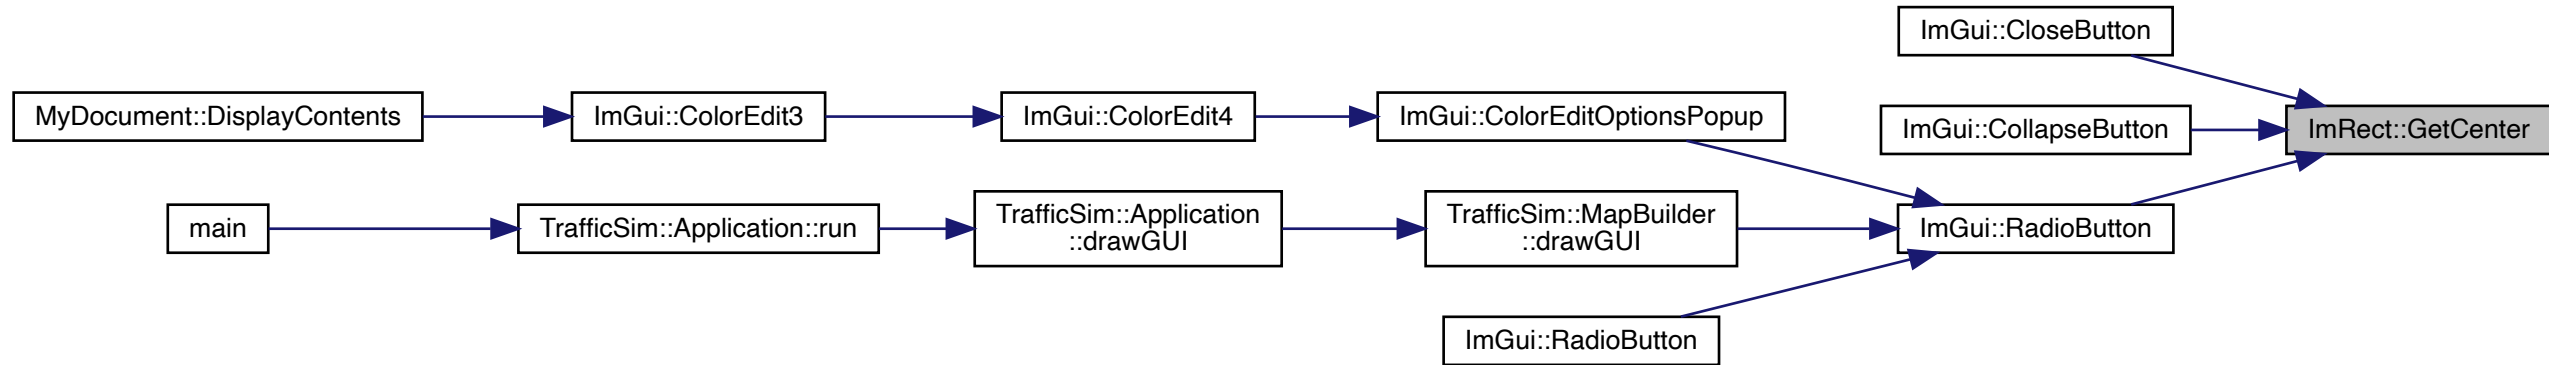 ImGui::CloseButton
MyDocument::DisplayContents
ImGui::ColorEdit3
ImGui::ColorEdit4
ImGui::ColorEditOptionsPopup
ImGui::CollapseButton
ImRect::GetCenter
main
TrafficSim::Application::run
TrafficSim::Application
::drawGUI
TrafficSim::MapBuilder
::drawGUI
ImGui::RadioButton
ImGui::RadioButton